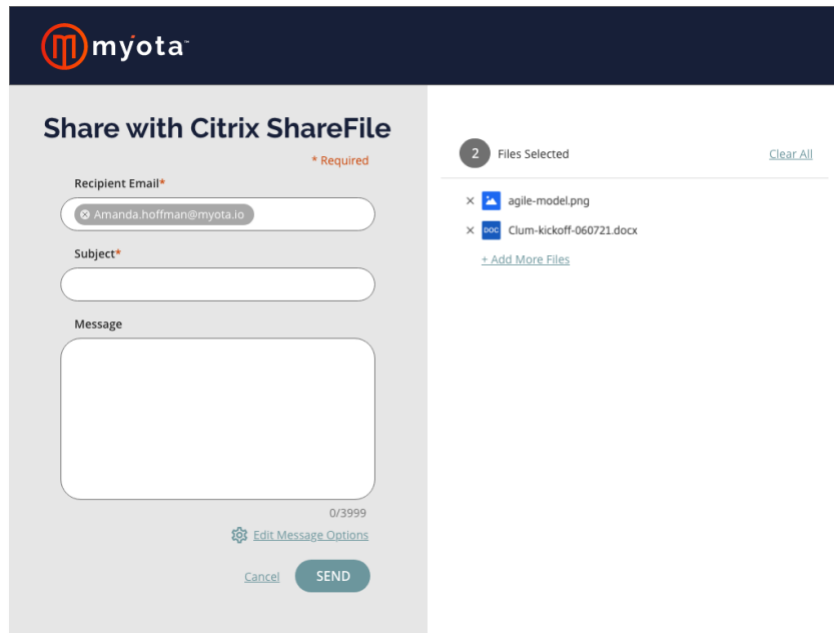 myota™
Share with Citrix ShareFile
* Required
Recipient Email*
Amanda.hoffman@myota.io
Subject*
Message
0/3999
Edit Message Options
Cancel
SEND
2 Files Selected
Clear All
agile-model.png
DOC Clum-kickoff-060721.docx
+ Add More Files